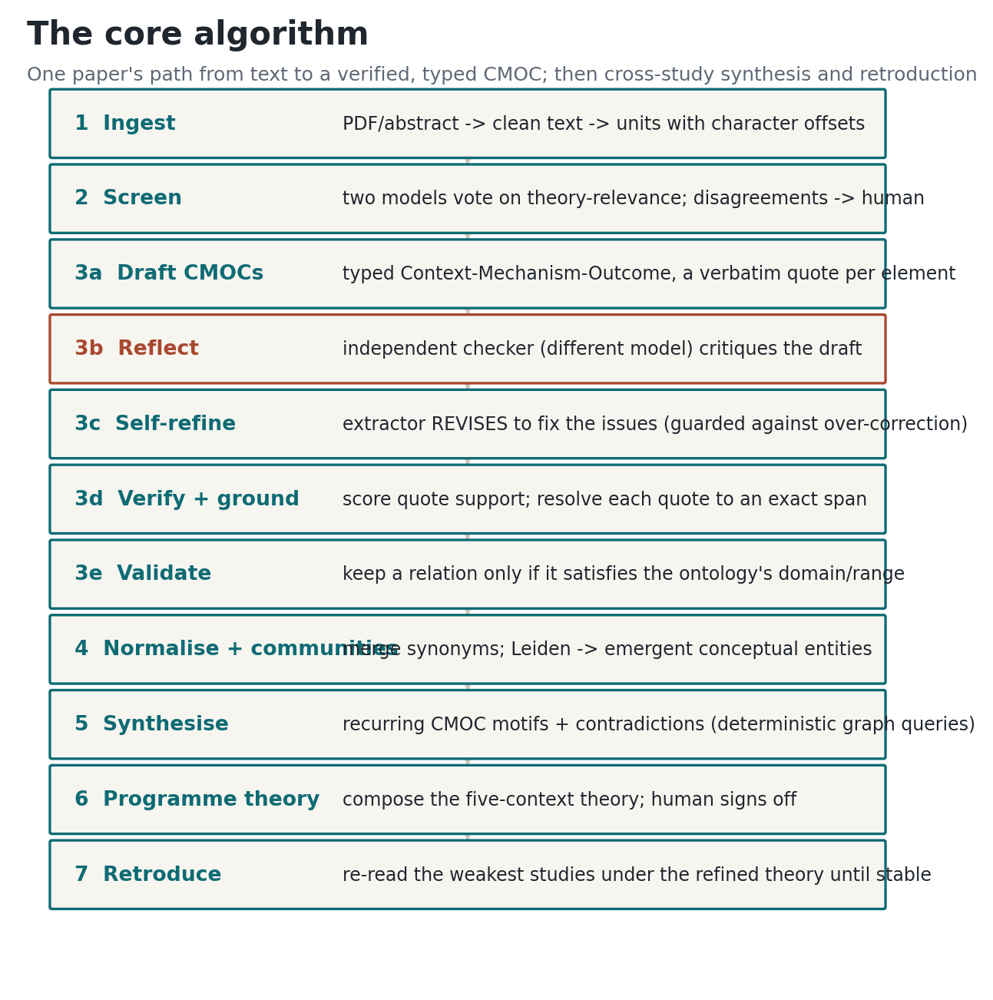 The core algorithm
One paper's path from text to a verified, typed CMOC; then cross-study synthesis and retroduction
1 Ingest PDF/abstract -> clean text -> units with character offsets
2 Screen two models vote on theory-relevance; disagreements -> human
3a Draft CMOCs typed Context-Mechanism-Outcome, a verbatim quote per element
3b Reflect independent checker (different model) critiques the draft
3c Self-refine extractor REVISES to fix the issues (guarded against over-correction)
3d Verify + ground score quote support; resolve each quote to an exact span
3e Validate keep a relation only if it satisfies the ontology's domain/range
4 Normalise + communities merge synonyms; Leiden -> emergent conceptual entities
5 Synthesise recurring CMOC motifs + contradictions (deterministic graph queries)
6 Programme theory compose the five-context theory; human signs off
7 Retroduce re-read the weakest studies under the refined theory until stable